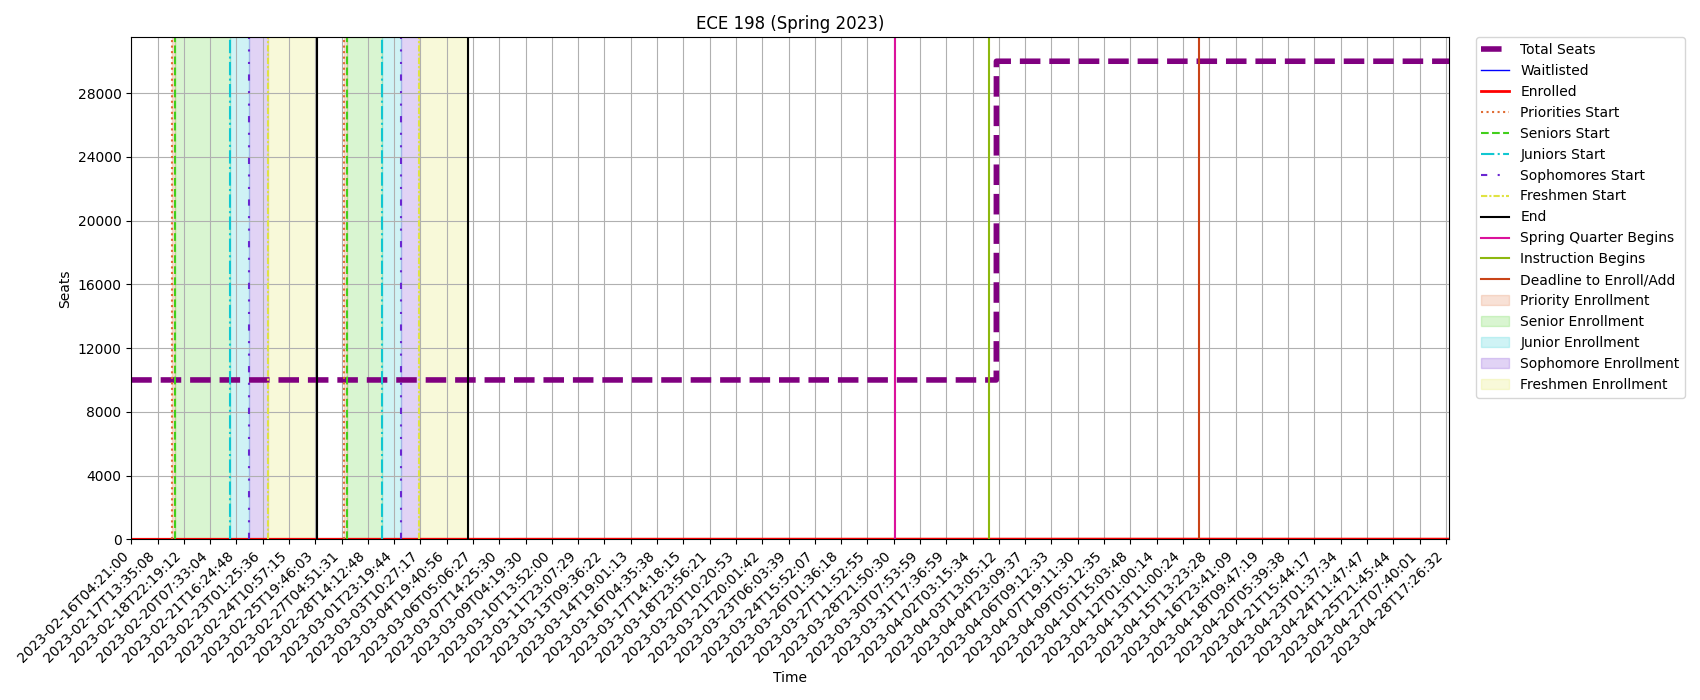 ECE 198 (Spring 2023)
Seats
28000
24000
20000
16000
12000
8000
4000
0
2023-02-16T04:21:00
2023-02-17T13:35:08
2023-02-18T22:19:12
2023-02-20T07:33:04
2023-02-21T16:24:48
2023-02-23T01:25:36
2023-02-24T10:57:15
2023-02-25T19:46:03
2023-02-27T04:51:31
2023-02-28T14:12:48
2023-03-01T23:19:44
2023-03-03T10:27:17
2023-03-04T19:40:56
2023-03-06T05:06:27
2023-03-07T14:25:30
2023-03-09T04:19:30
2023-03-10T13:52:00
2023-03-11T23:07:29
2023-03-13T09:36:22
2023-03-14T19:01:13
2023-03-16T04:35:38
2023-03-17T14:18:15
2023-03-18T23:56:21
2023-03-20T10:20:53
2023-03-21T20:01:42
2023-03-23T06:03:39
2023-03-24T15:52:07
2023-03-26T01:36:18
2023-03-27T11:52:55
2023-03-28T21:50:30
2023-03-30T07:53:59
2023-03-31T17:36:59
2023-04-02T03:15:34
2023-04-03T13:05:12
2023-04-04T23:09:37
2023-04-06T09:12:33
2023-04-07T19:11:30
2023-04-09T05:12:35
2023-04-10T15:03:48
2023-04-12T01:00:14
2023-04-13T11:00:24
2023-04-15T23:23:28
2023-04-16T23:41:09
2023-04-18T09:47:19
2023-04-20T05:39:38
2023-04-21T15:44:17
2023-04-23T01:37:34
2023-04-24T11:47:47
2023-04-25T21:45:44
2023-04-27T07:40:01
2023-04-28T17:26:32
Time
Total Seats
Waitlisted
Enrolled
Priorities Start
Seniors Start
Juniors Start
Sophomores Start
Freshmen Start
End
Spring Quarter Begins
Instruction Begins
Deadline to Enroll/Add
Priority Enrollment
Senior Enrollment
Junior Enrollment
Sophomore Enrollment
Freshmen Enrollment